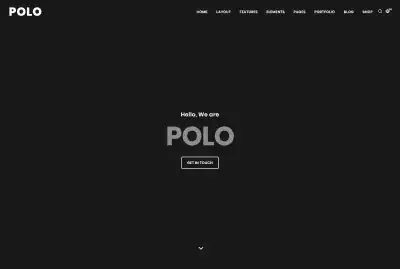 POLO
HOME LAYOUT FEATURES ELEMENTS PAGES PORTFOLIO BLOG SHOP
Hello, We are
POLO
GET IN TOUCH